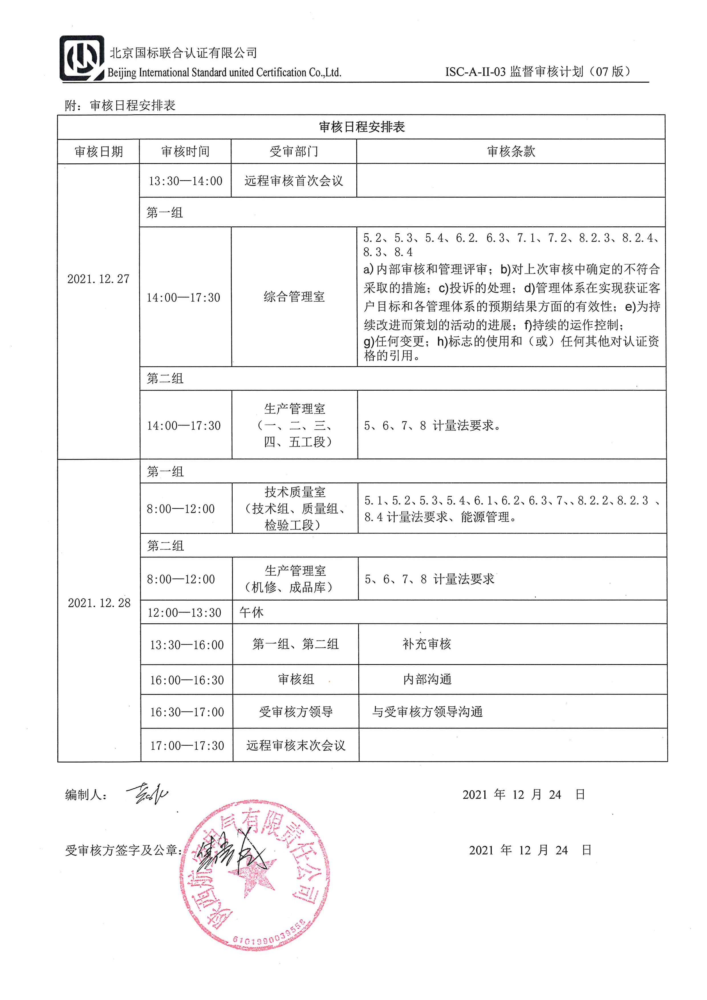 北京国标联合认证有限公司
Beijing International Standard united Certification Co.,Ltd.
ISC-A-II-03 监督审核计划（07 版）
附：审核日程安排表
审核日程安排表
审核日期 审核时间 受审部门 审核条款
2021.12.27
13:30—14:00 远程审核首次会议
第一组
14:00—17:30 综合管理室
5.2、5.3、5.4、6.2. 6.3、7.1、7.2、8.2.3、8.2.4、
8.3、8.4
a)内部审核和管理评审；b)对上次审核中确定的不符合
采取的措施；c)投诉的处理；d)管理体系在实现获证客
户目标和各管理体系的预期结果方面的有效性；e)为持
续改进而策划的活动的进展；f)持续的运作控制；
g)任何变更；h)标志的使用和（或）任何其他对认证资
格的引用。
第二组
14:00—17:30
生产管理室
（一、二、三、
四、五工段）
5、6、7、8 计量法要求。
2021.12.28
第一组
8:00—12:00
技术质量室
（技术组、质量组、
检验工段）
5.1、5.2、5.3、5.4、6.1、6.2、6.3、7、、8.2.2、8.2.3 、
8.4 计量法要求、能源管理。
第二组
8:00—12:00
生产管理室
（机修、成品库）
5、6、7、8 计量法要求
12:00—13:30 午休
13:30—16:00 第一组、第二组 补充审核
16:00—16:30 审核组 内部沟通
16:30—17:00 受审核方领导 与受审核方领导沟通
17:00—17:30 远程审核末次会议
编制人： 2021 年 12 月 24 日
受审核方签字及公章： 2021 年 12 月 24 日
陕西航空电气有限责任公司
6101990039558